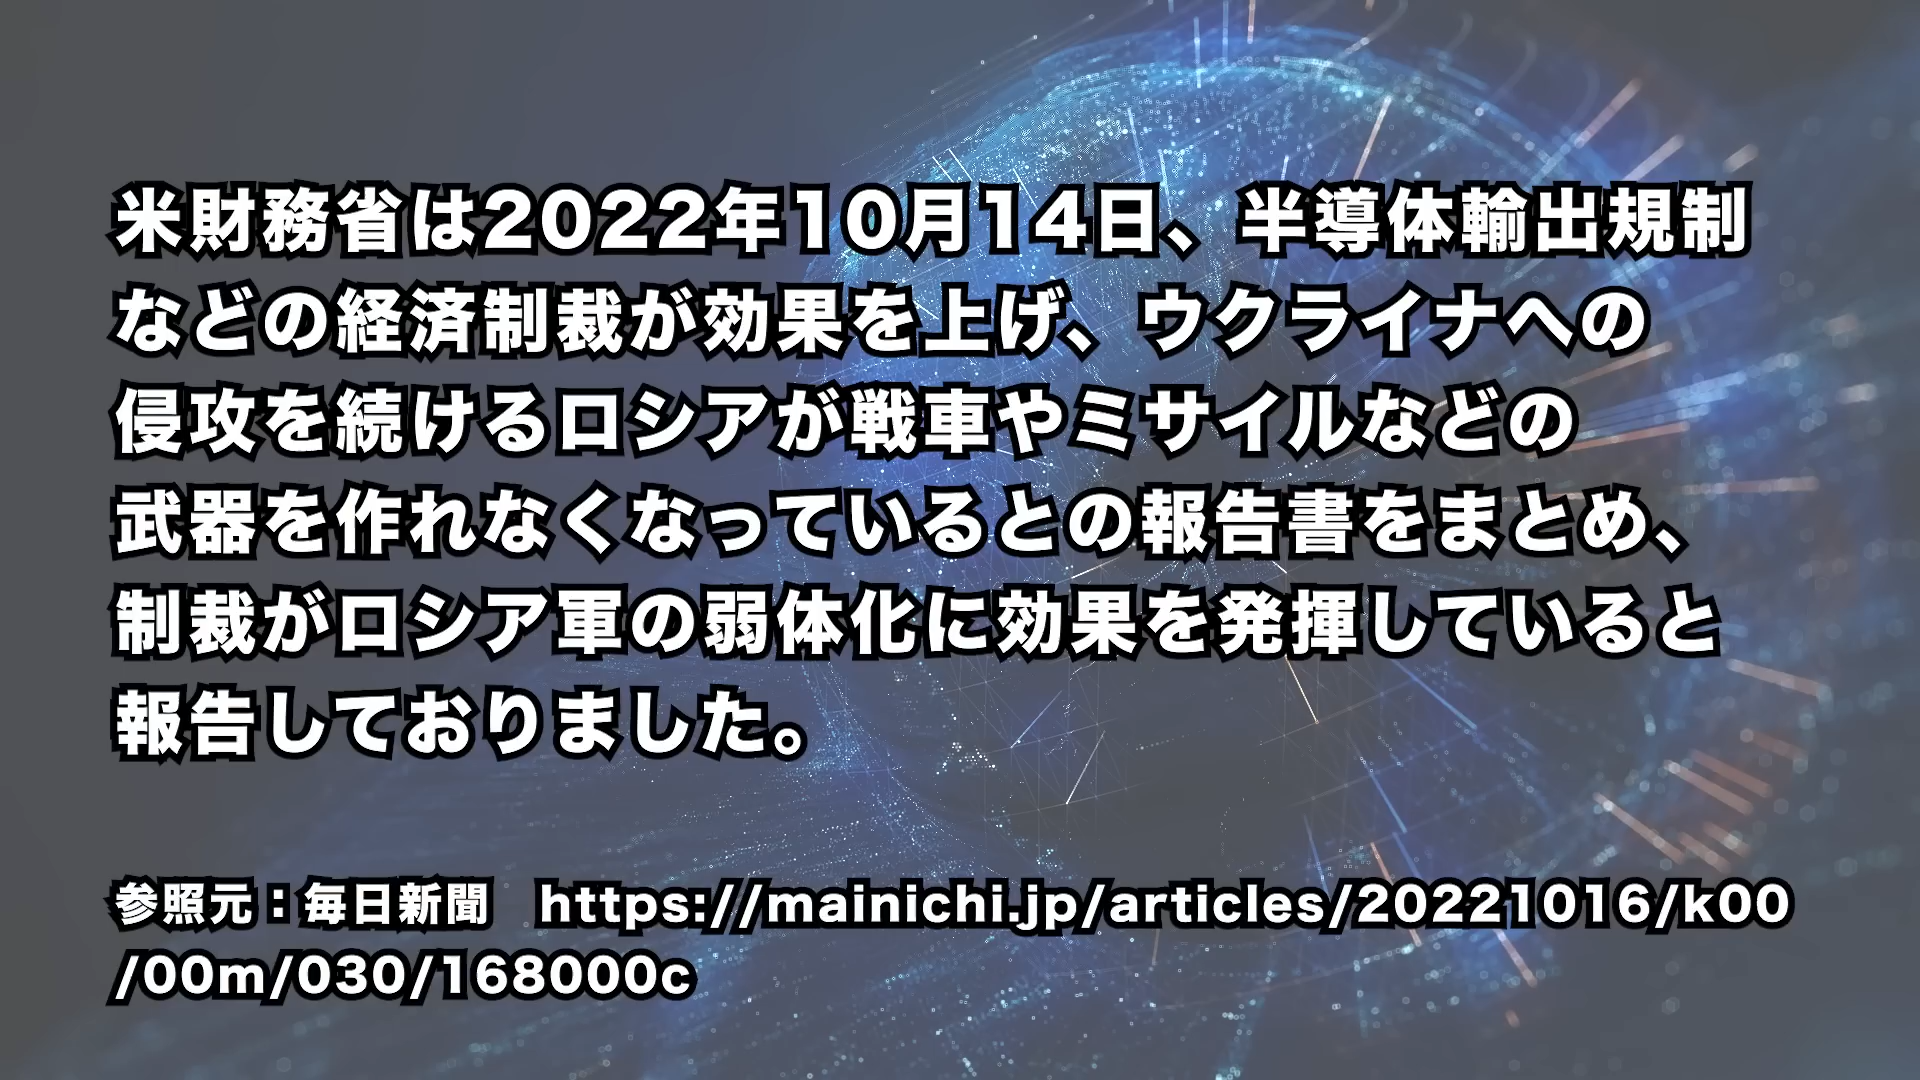 米財務省は2022年10月14日、半導体輸出規制
などの経済制裁が効果を上げ、ウクライナへの
侵攻を続けるロシアが戦車やミサイルなどの
武器を作れなくなっているとの報告書をまとめ、
制裁がロシア軍の弱体化に効果を発揮していると
報告しておりました。
参照元：毎日新聞　https://mainichi.jp/articles/20221016/k00
/00m/030/168000c